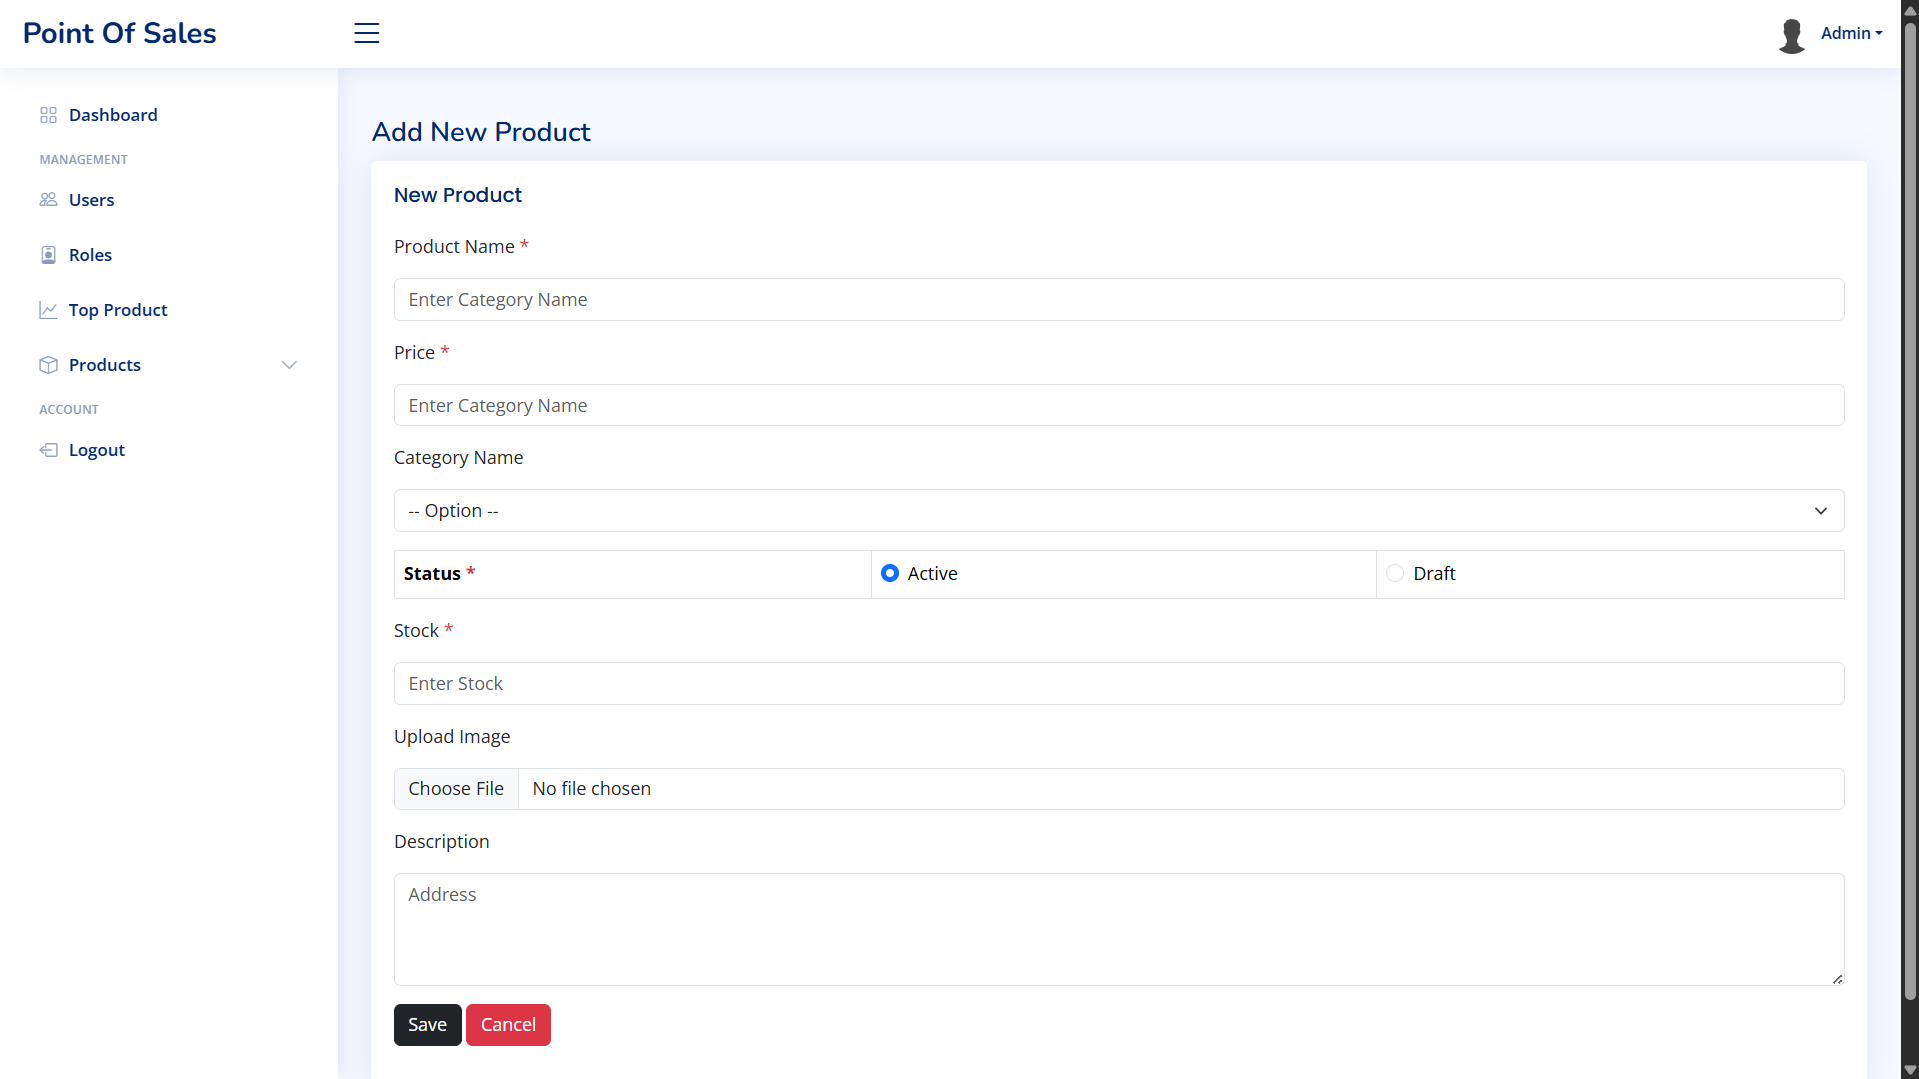 Point Of Sales
Admin
Dashboard
MANAGEMENT
Users
Roles
Top Product
Products
ACCOUNT
Logout
Add New Product
New Product
Product Name *
Enter Category Name
Price *
Enter Category Name
Category Name
-- Option --
Status * Active Draft
Stock *
Enter Stock
Upload Image
Choose File No file chosen
Description
Address
Save Cancel